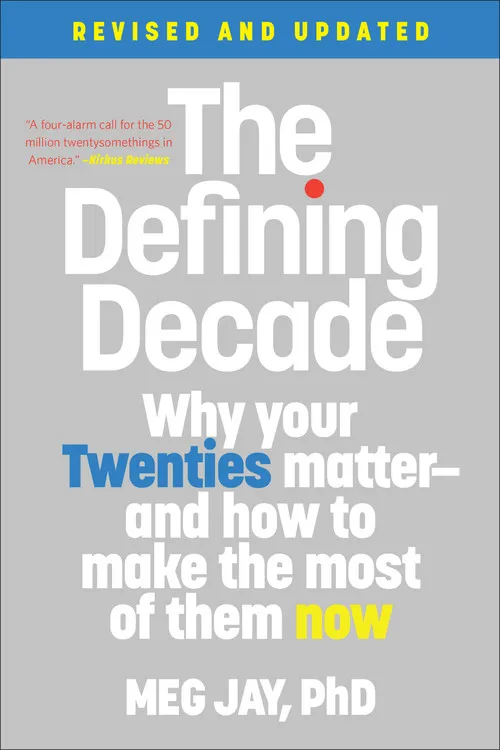 REVISED AND UPDATED
“A four-alarm call for the 50
million twentysomethings in
America.” –Kirkus Reviews
The
Defining
Decade
Why your
Twenties matter–
and how to
make the most
of them now
MEG JAY, PhD